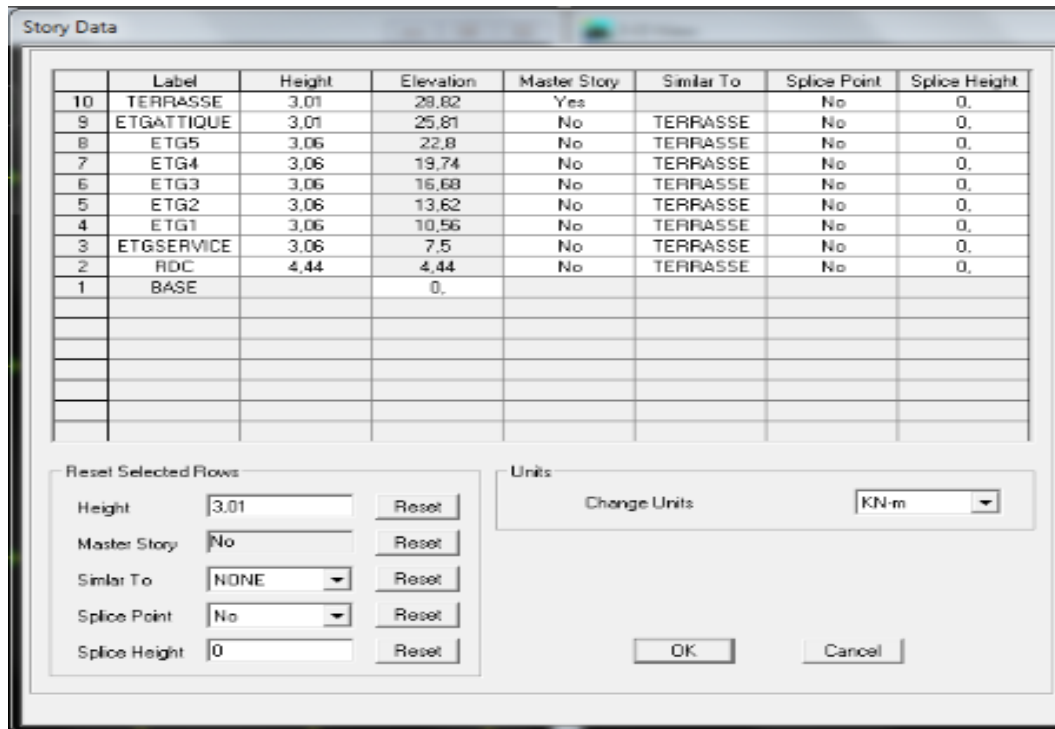 Story Data
Label Height Elevation Master Story Similar To Splice Point Splice Height
10 TERRASSE 3,01 28,82 Yes No 0,
9 ETGATTIQUE 3,01 25,81 No TERRASSE No 0,
8 ETG5 3,06 22,8 No TERRASSE No 0,
7 ETG4 3,06 19,74 No TERRASSE No 0,
6 ETG3 3,06 16,68 No TERRASSE No 0,
5 ETG2 3,06 13,62 No TERRASSE No 0,
4 ETG1 3,06 10,56 No TERRASSE No 0,
3 ETGSERVICE 3,06 7,5 No TERRASSE No 0,
2 RDC 4,44 4,44 No TERRASSE No 0,
1 BASE 0,
Reset Selected Rows
Height 3,01 Reset
Master Story No Reset
Simlar To NONE Reset
Splice Point No Reset
Splice Height 0 Reset
Units
Change Units KN-m
OK Cancel